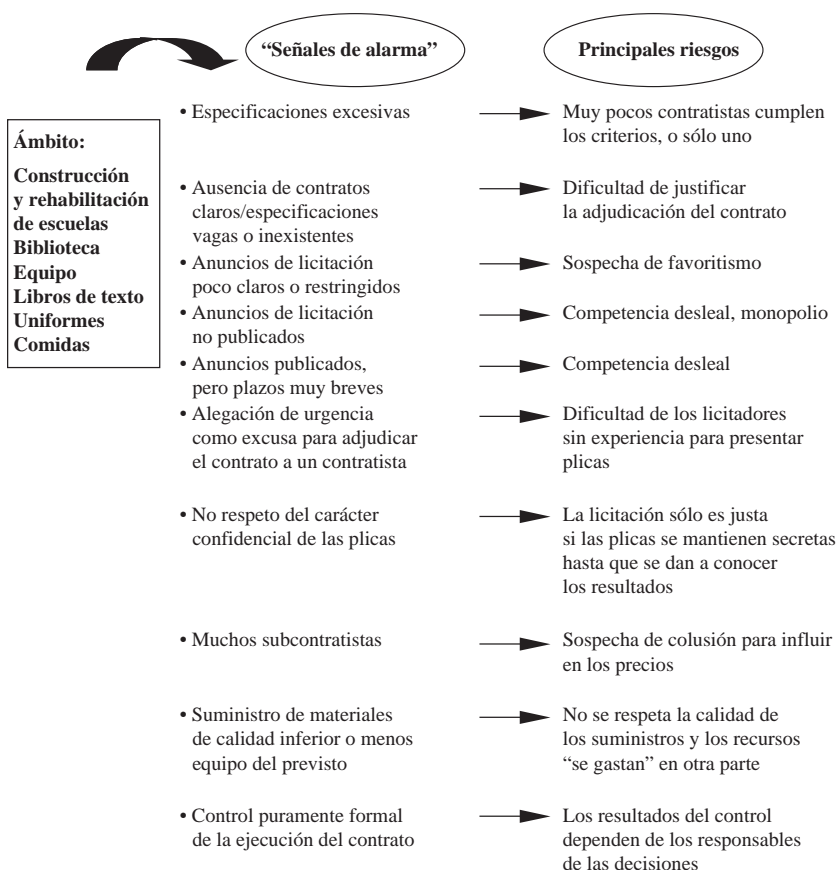 “Señales de alarma”
Principales riesgos
Ámbito:
Construcción
y rehabilitación
de escuelas
Biblioteca
Equipo
Libros de texto
Uniformes
Comidas
• Especificaciones excesivas
Muy pocos contratistas cumplen
los criterios, o sólo uno
• Ausencia de contratos
claros/especificaciones
vagas o inexistentes
Dificultad de justificar
la adjudicación del contrato
• Anuncios de licitación
poco claros o restringidos
Sospecha de favoritismo
• Anuncios de licitación
no publicados
Competencia desleal, monopolio
• Anuncios publicados,
pero plazos muy breves
Competencia desleal
• Alegación de urgencia
como excusa para adjudicar
el contrato a un contratista
Dificultad de los licitadores
sin experiencia para presentar
plicas
• No respeto del carácter
confidencial de las plicas
La licitación sólo es justa
si las plicas se mantienen secretas
hasta que se dan a conocer
los resultados
• Muchos subcontratistas
Sospecha de colusión para influir
en los precios
• Suministro de materiales
de calidad inferior o menos
equipo del previsto
No se respeta la calidad de
los suministros y los recursos
“se gastan” en otra parte
• Control puramente formal
de la ejecución del contrato
Los resultados del control
dependen de los responsables
de las decisiones